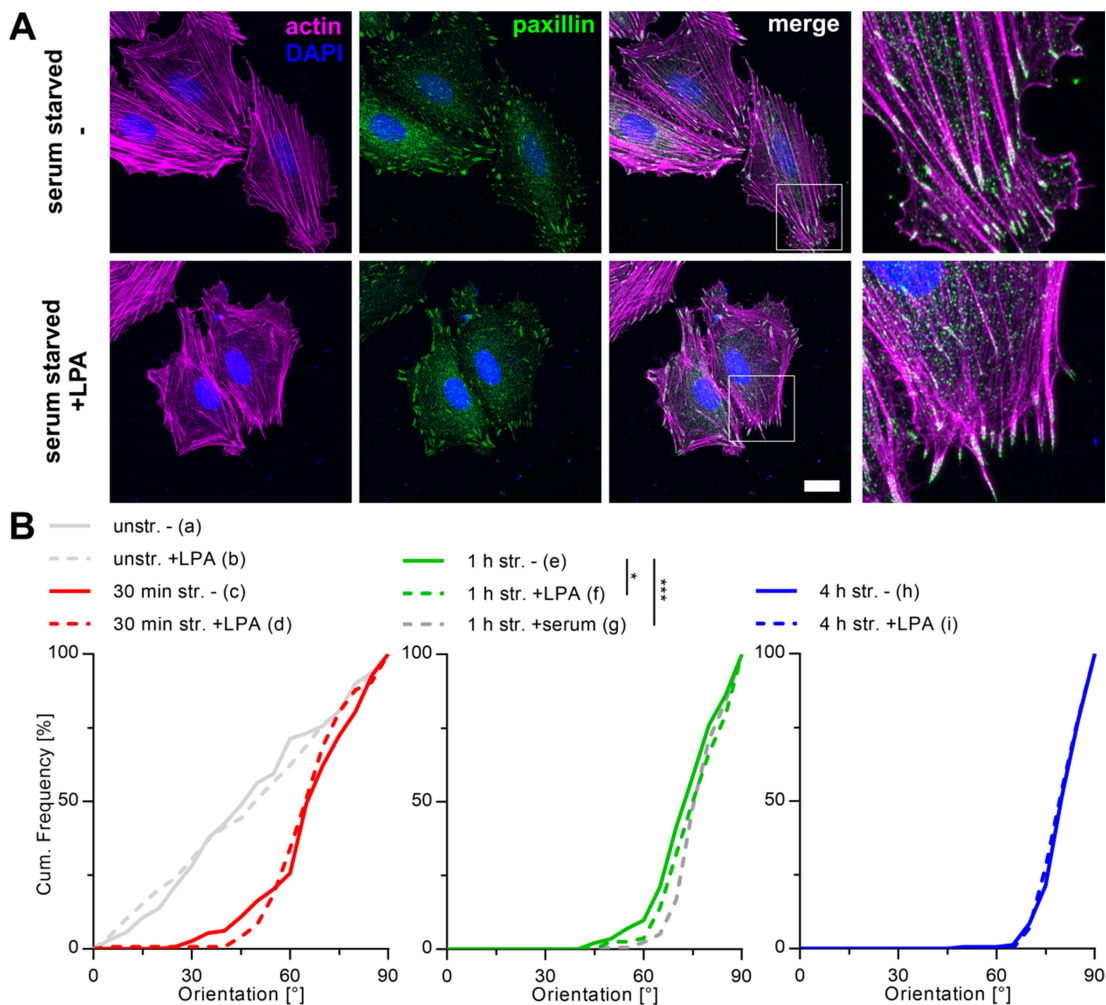 A
actin
DAPI
paxillin
merge
serum starved
-
serum starved
+LPA
B
unstr. - (a)
unstr. +LPA (b)
30 min str. - (c)
30 min str. +LPA (d)
1 h str. - (e)
1 h str. +LPA (f)
1 h str. +serum (g)
*
***
4 h str. - (h)
4 h str. +LPA (i)
Cum. Frequency [%]
100
50
0
0 30 60 90
Orientation [°]
100
50
0
0 30 60 90
Orientation [°]
100
50
0
0 30 60 90
Orientation [°]